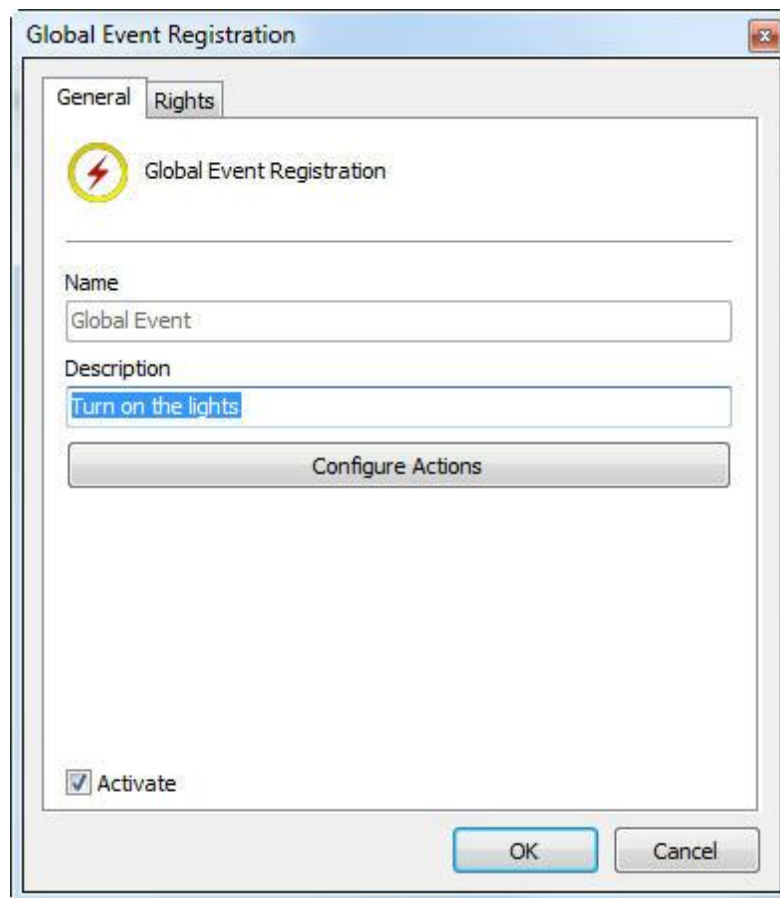 Global Event Registration
General Rights
Global Event Registration
Name
Global Event
Description
Turn on the lights
Configure Actions
Activate
OK Cancel